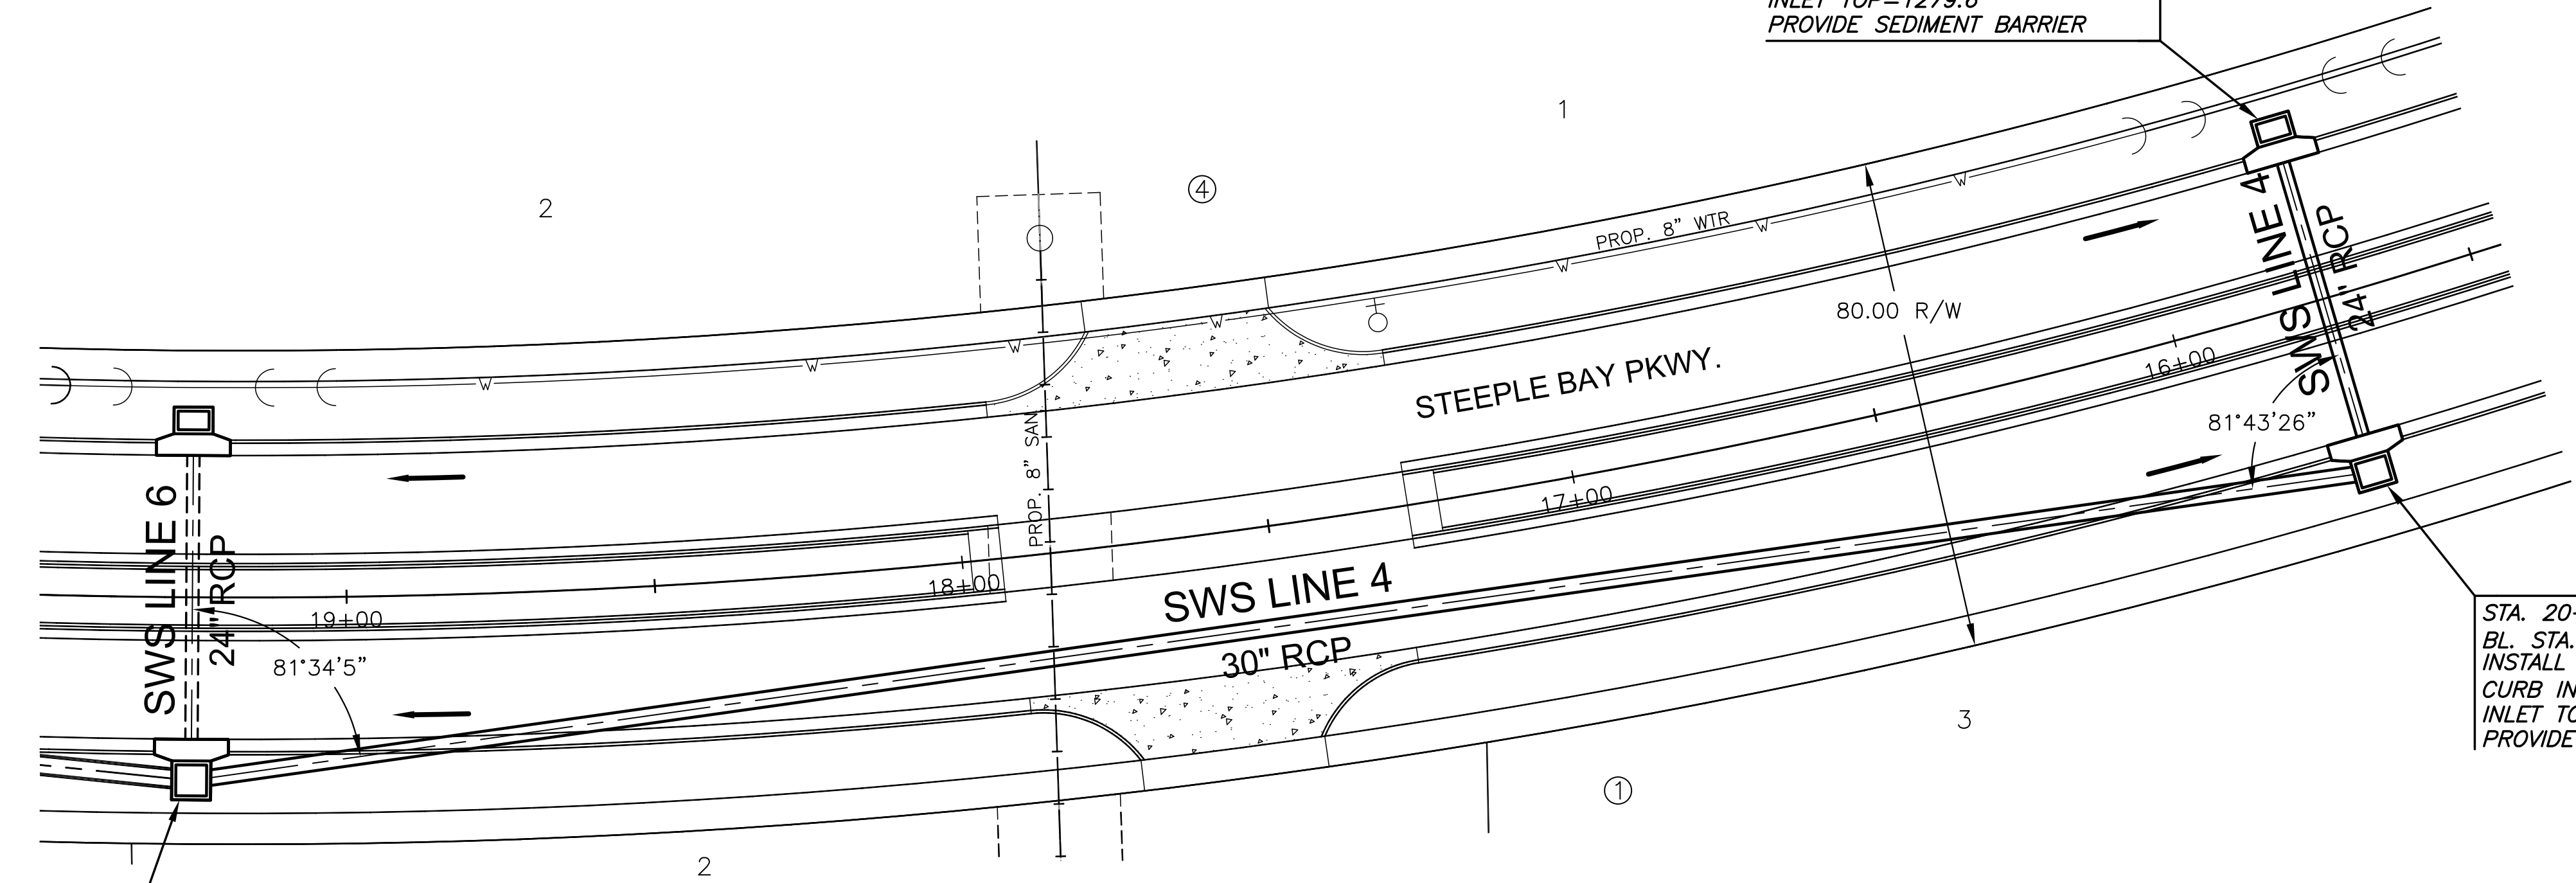 INLET TOP=1279.6
PROVIDE SEDIMENT BARRIER
1
2
4
PROP. 8" WTR
W
W
W
W
W
W
W
W
80.00 R/W
SWS LINE 4
24" RCP
STEEPLE BAY PKWY.
16+00
81°43'26"
PROP. 8" SAN
17+00
18+00
19+00
SWS LINE 6
24" RCP
81°34'5"
SWS LINE 4
30" RCP
STA. 20
BL. STA.
INSTALL
CURB IN
INLET TO
PROVIDE
3
1
2